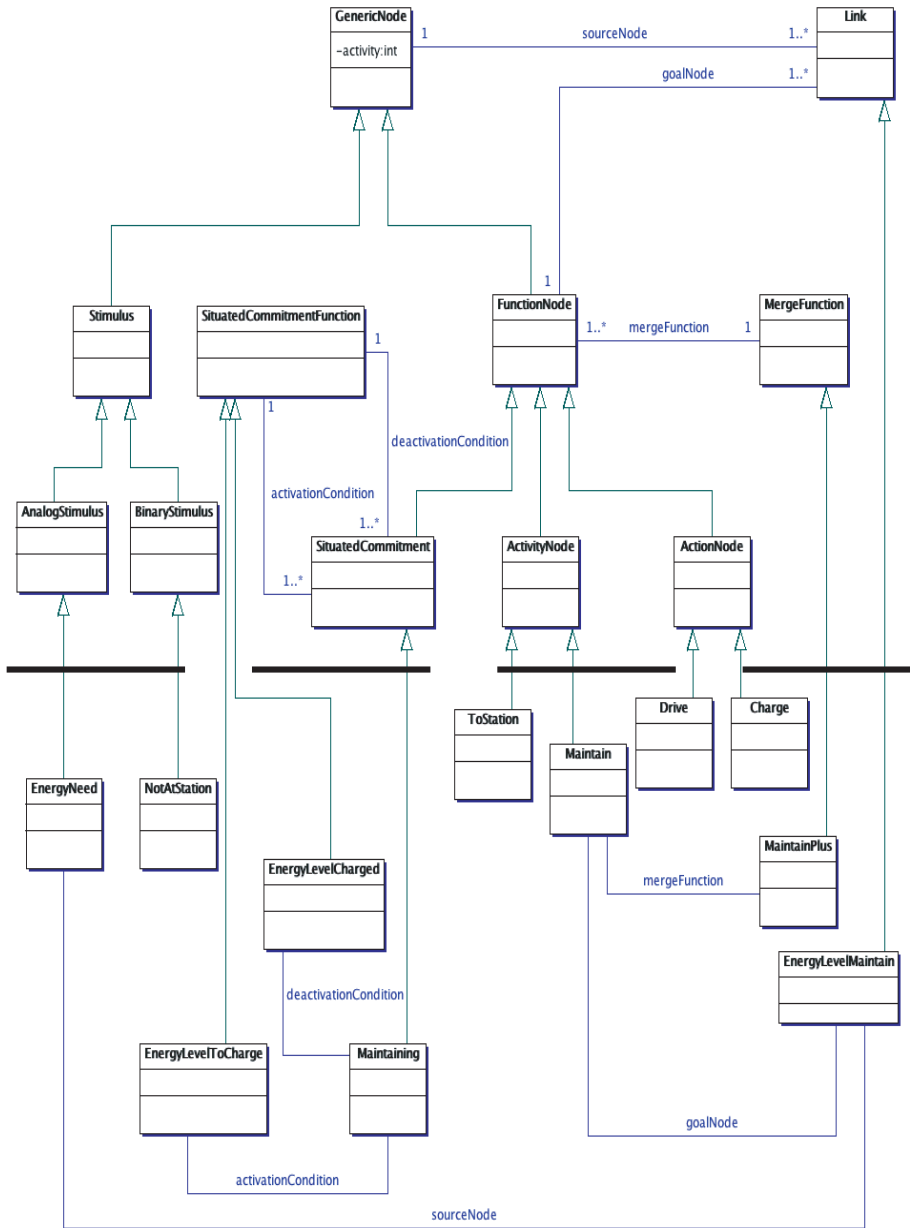 GenericNode
-activity:int
Link
1
sourceNode
1..*
goalNode
1..*
1
Stimulus
SituatedCommitmentFunction
FunctionNode
MergeFunction
1
1..*
mergeFunction
1
1
deactivationCondition
activationCondition
1..*
AnalogStimulus
BinaryStimulus
SituatedCommitment
ActivityNode
ActionNode
1..*
ToStation
Drive
Charge
Maintain
EnergyNeed
NotAtStation
MaintainPlus
EnergyLevelCharged
mergeFunction
EnergyLevelMaintain
deactivationCondition
EnergyLevelToCharge
Maintaining
goalNode
activationCondition
sourceNode